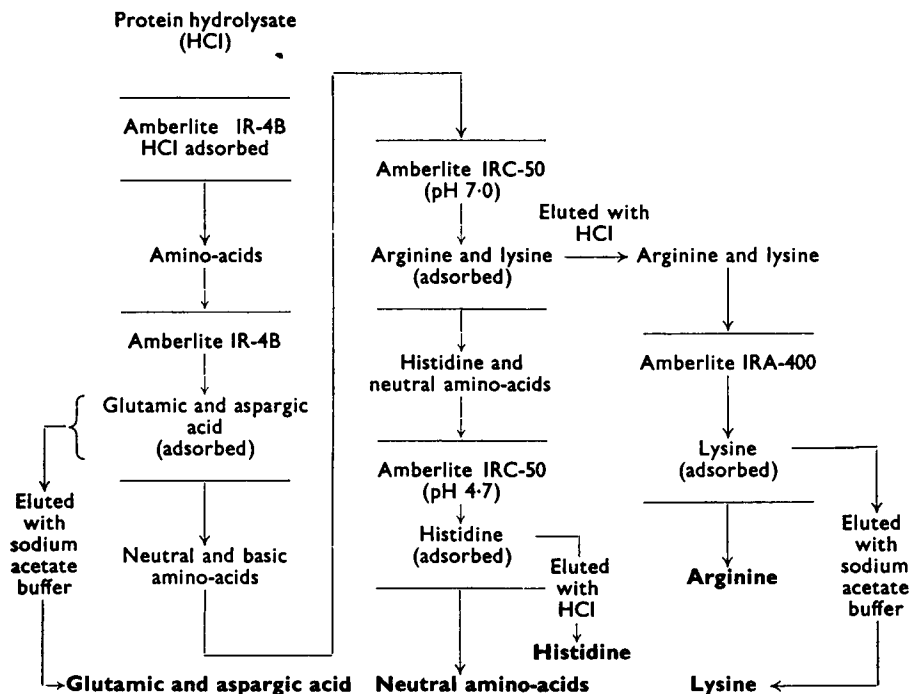 Protein hydrolysate
(HCl)
Amberlite IR-4B
HCl adsorbed
Amino-acids
Amberlite IR-4B
Glutamic and aspargic
acid
(adsorbed)
Eluted
with
sodium
acetate
buffer
Neutral and basic
amino-acids
Glutamic and aspargic acid
Amberlite IRC-50
(pH 7·0)
Arginine and lysine
(adsorbed)
Eluted with
HCl
Arginine and lysine
Histidine and
neutral amino-acids
Amberlite IRC-50
(pH 4·7)
Histidine
(adsorbed)
Eluted
with
HCl
Histidine
Neutral amino-acids
Amberlite IRA-400
Lysine
(adsorbed)
Arginine
Eluted
with
sodium
acetate
buffer
Lysine